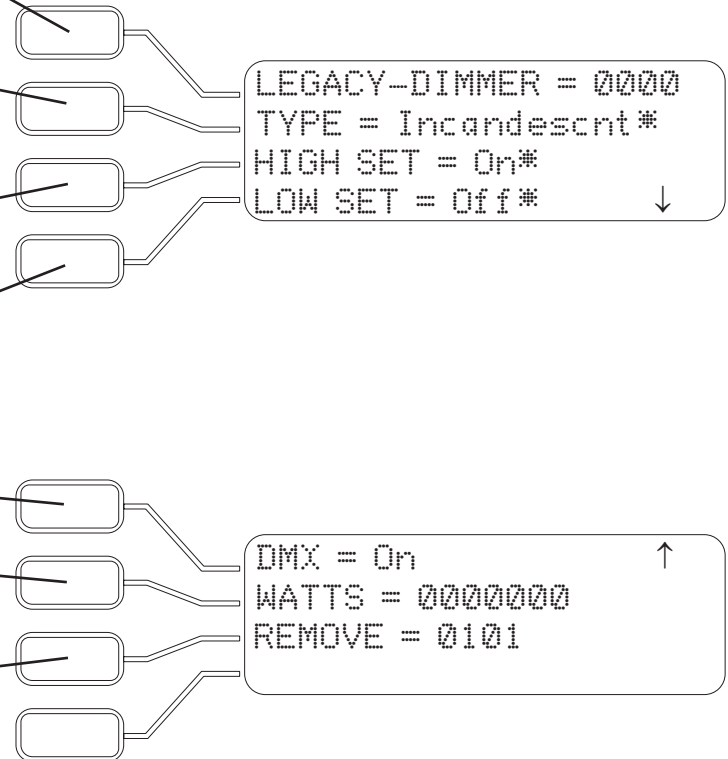 LEGACY-DIMMER = 0000
TYPE = Incandescnt*
HIGH SET = On*
LOW SET = Off* ↓
DMX = On ↑
WATTS = 0000000
REMOVE = 0101